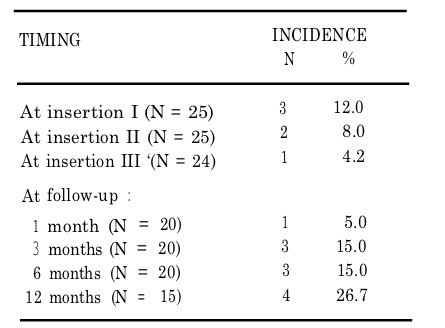 TIMING INCIDENCE
N %
At insertion I (N = 25) 3 12.0
At insertion II (N = 25) 2 8.0
At insertion III ‘(N = 24) 1 4.2
At follow-up :
1 month (N = 20) 1 5.0
3 months (N = 20) 3 15.0
6 months (N = 20) 3 15.0
12 months (N = 15) 4 26.7